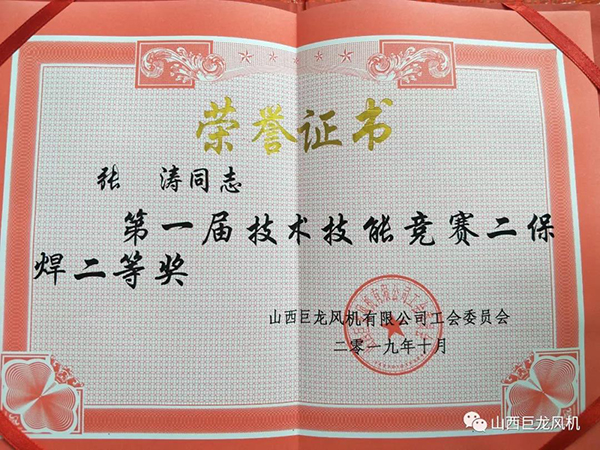 荣誉证书
张 涛同志
第一届技术技能竞赛二保
焊二等奖
山西巨龙风机有限公司工会委员会
二零一九年十月
山西巨龙风机